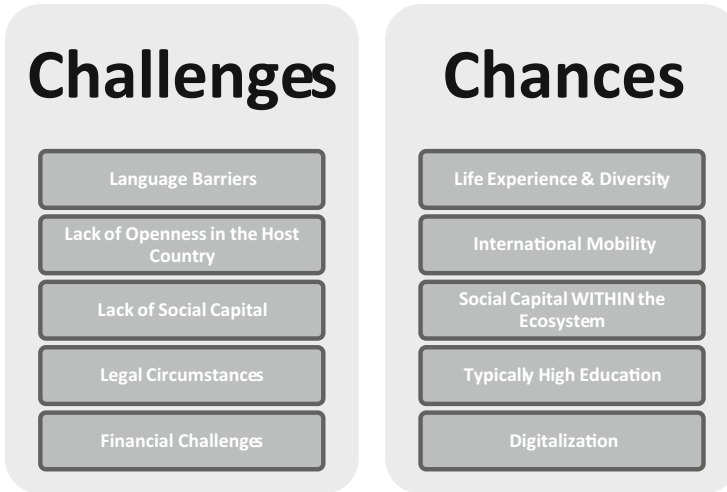 Challenges
Language Barriers
Lack of Openness in the Host
Country
Lack of Social Capital
Legal Circumstances
Financial Challenges
Chances
Life Experience & Diversity
International Mobility
Social Capital WITHIN the
Ecosystem
Typically High Education
Digitalization